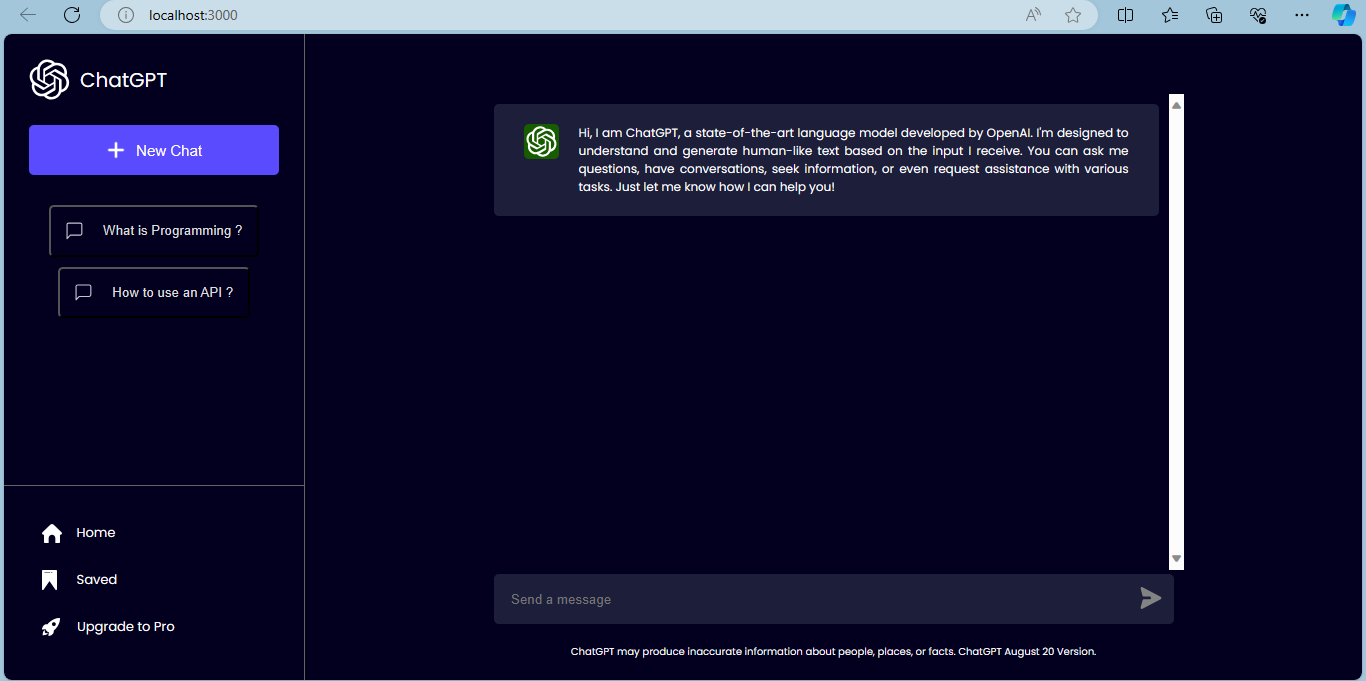 localhost:3000
ChatGPT
New Chat
What is Programming ?
How to use an API ?
Home
Saved
Upgrade to Pro
Hi, I am ChatGPT, a state-of-the-art language model developed by OpenAI. I'm designed to
understand and generate human-like text based on the input I receive. You can ask me
questions, have conversations, seek information, or even request assistance with various
tasks. Just let me know how I can help you!
Send a message
ChatGPT may produce inaccurate information about people, places, or facts. ChatGPT August 20 Version.